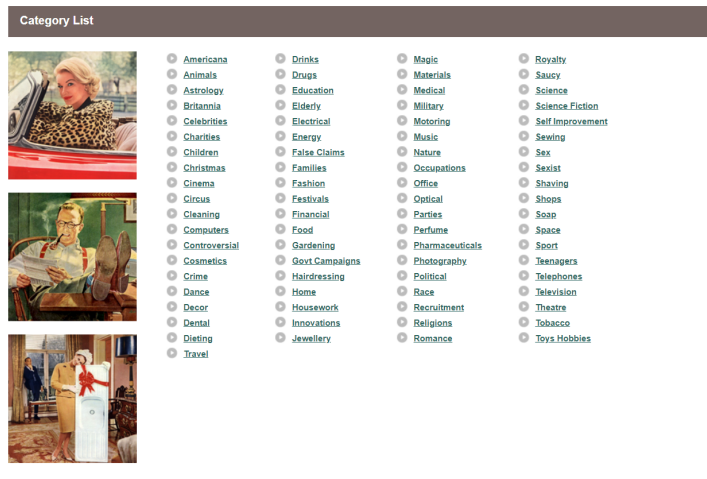 Category List
Americana
Animals
Astrology
Britannia
Celebrities
Charities
Children
Christmas
Cinema
Circus
Cleaning
Computers
Controversial
Cosmetics
Crime
Dance
Decor
Dental
Dieting
Travel
Drinks
Drugs
Education
Elderly
Electrical
Energy
False Claims
Families
Fashion
Festivals
Financial
Food
Gardening
Govt Campaigns
Hairdressing
Home
Housework
Innovations
Jewellery
Magic
Materials
Medical
Military
Motoring
Music
Nature
Occupations
Office
Optical
Parties
Perfume
Pharmaceuticals
Photography
Political
Race
Recruitment
Religions
Romance
Royalty
Saucy
Science
Science Fiction
Self Improvement
Sewing
Sex
Sexist
Shaving
Shops
Soap
Space
Sport
Teenagers
Telephones
Television
Theatre
Tobacco
Toys Hobbies